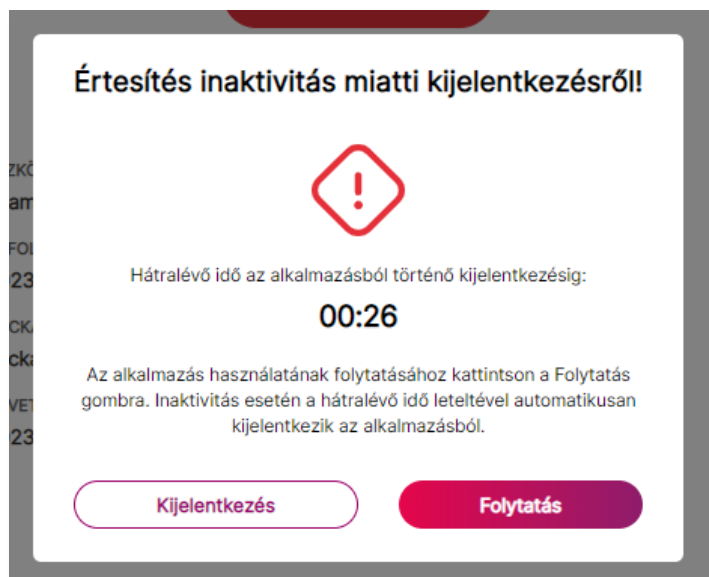 Értesítés inaktivitás miatti kijelentkezésről!
Hátralévő idő az alkalmazásból történő kijelentkezésig:
00:26
Az alkalmazás használatának folytatásához kattintson a Folytatás
gombra. Inaktivitás esetén a hátralévő idő leteltével automatikusan
kijelentkezik az alkalmazásból.
Kijelentkezés
Folytatás